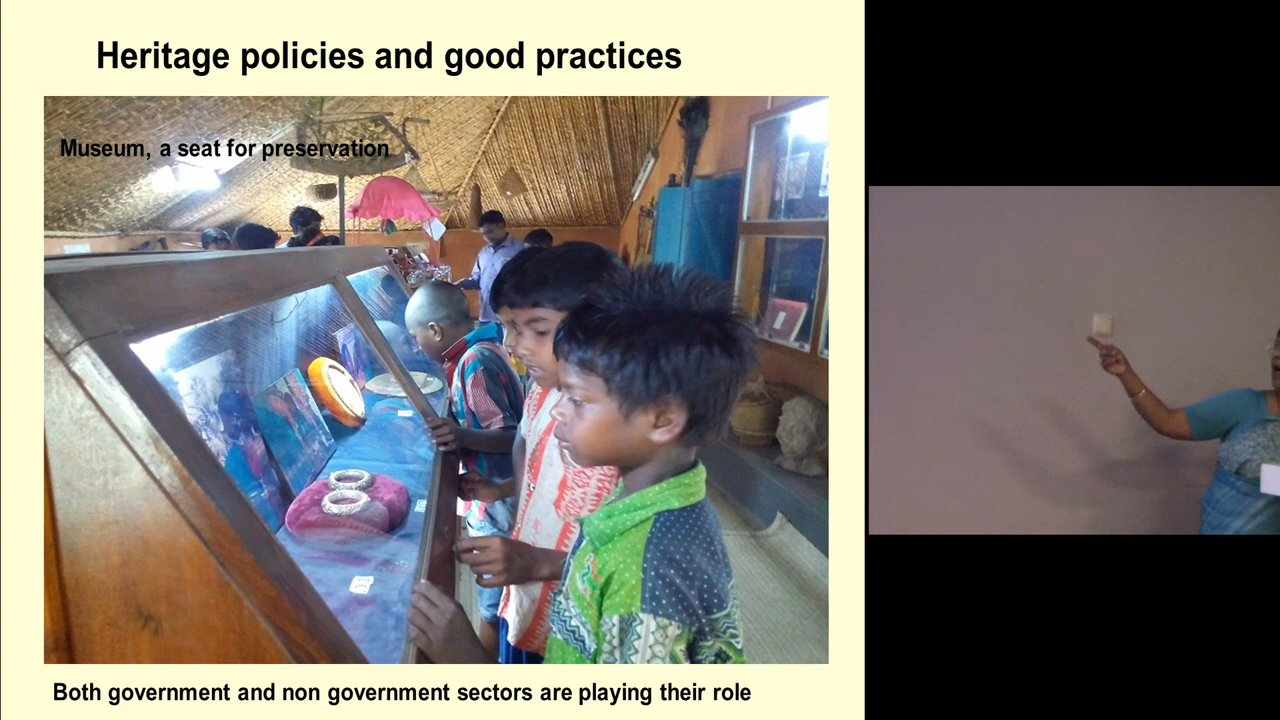 Heritage policies and good practices
Museum, a seat for preservation
Both government and non government sectors are playing their role